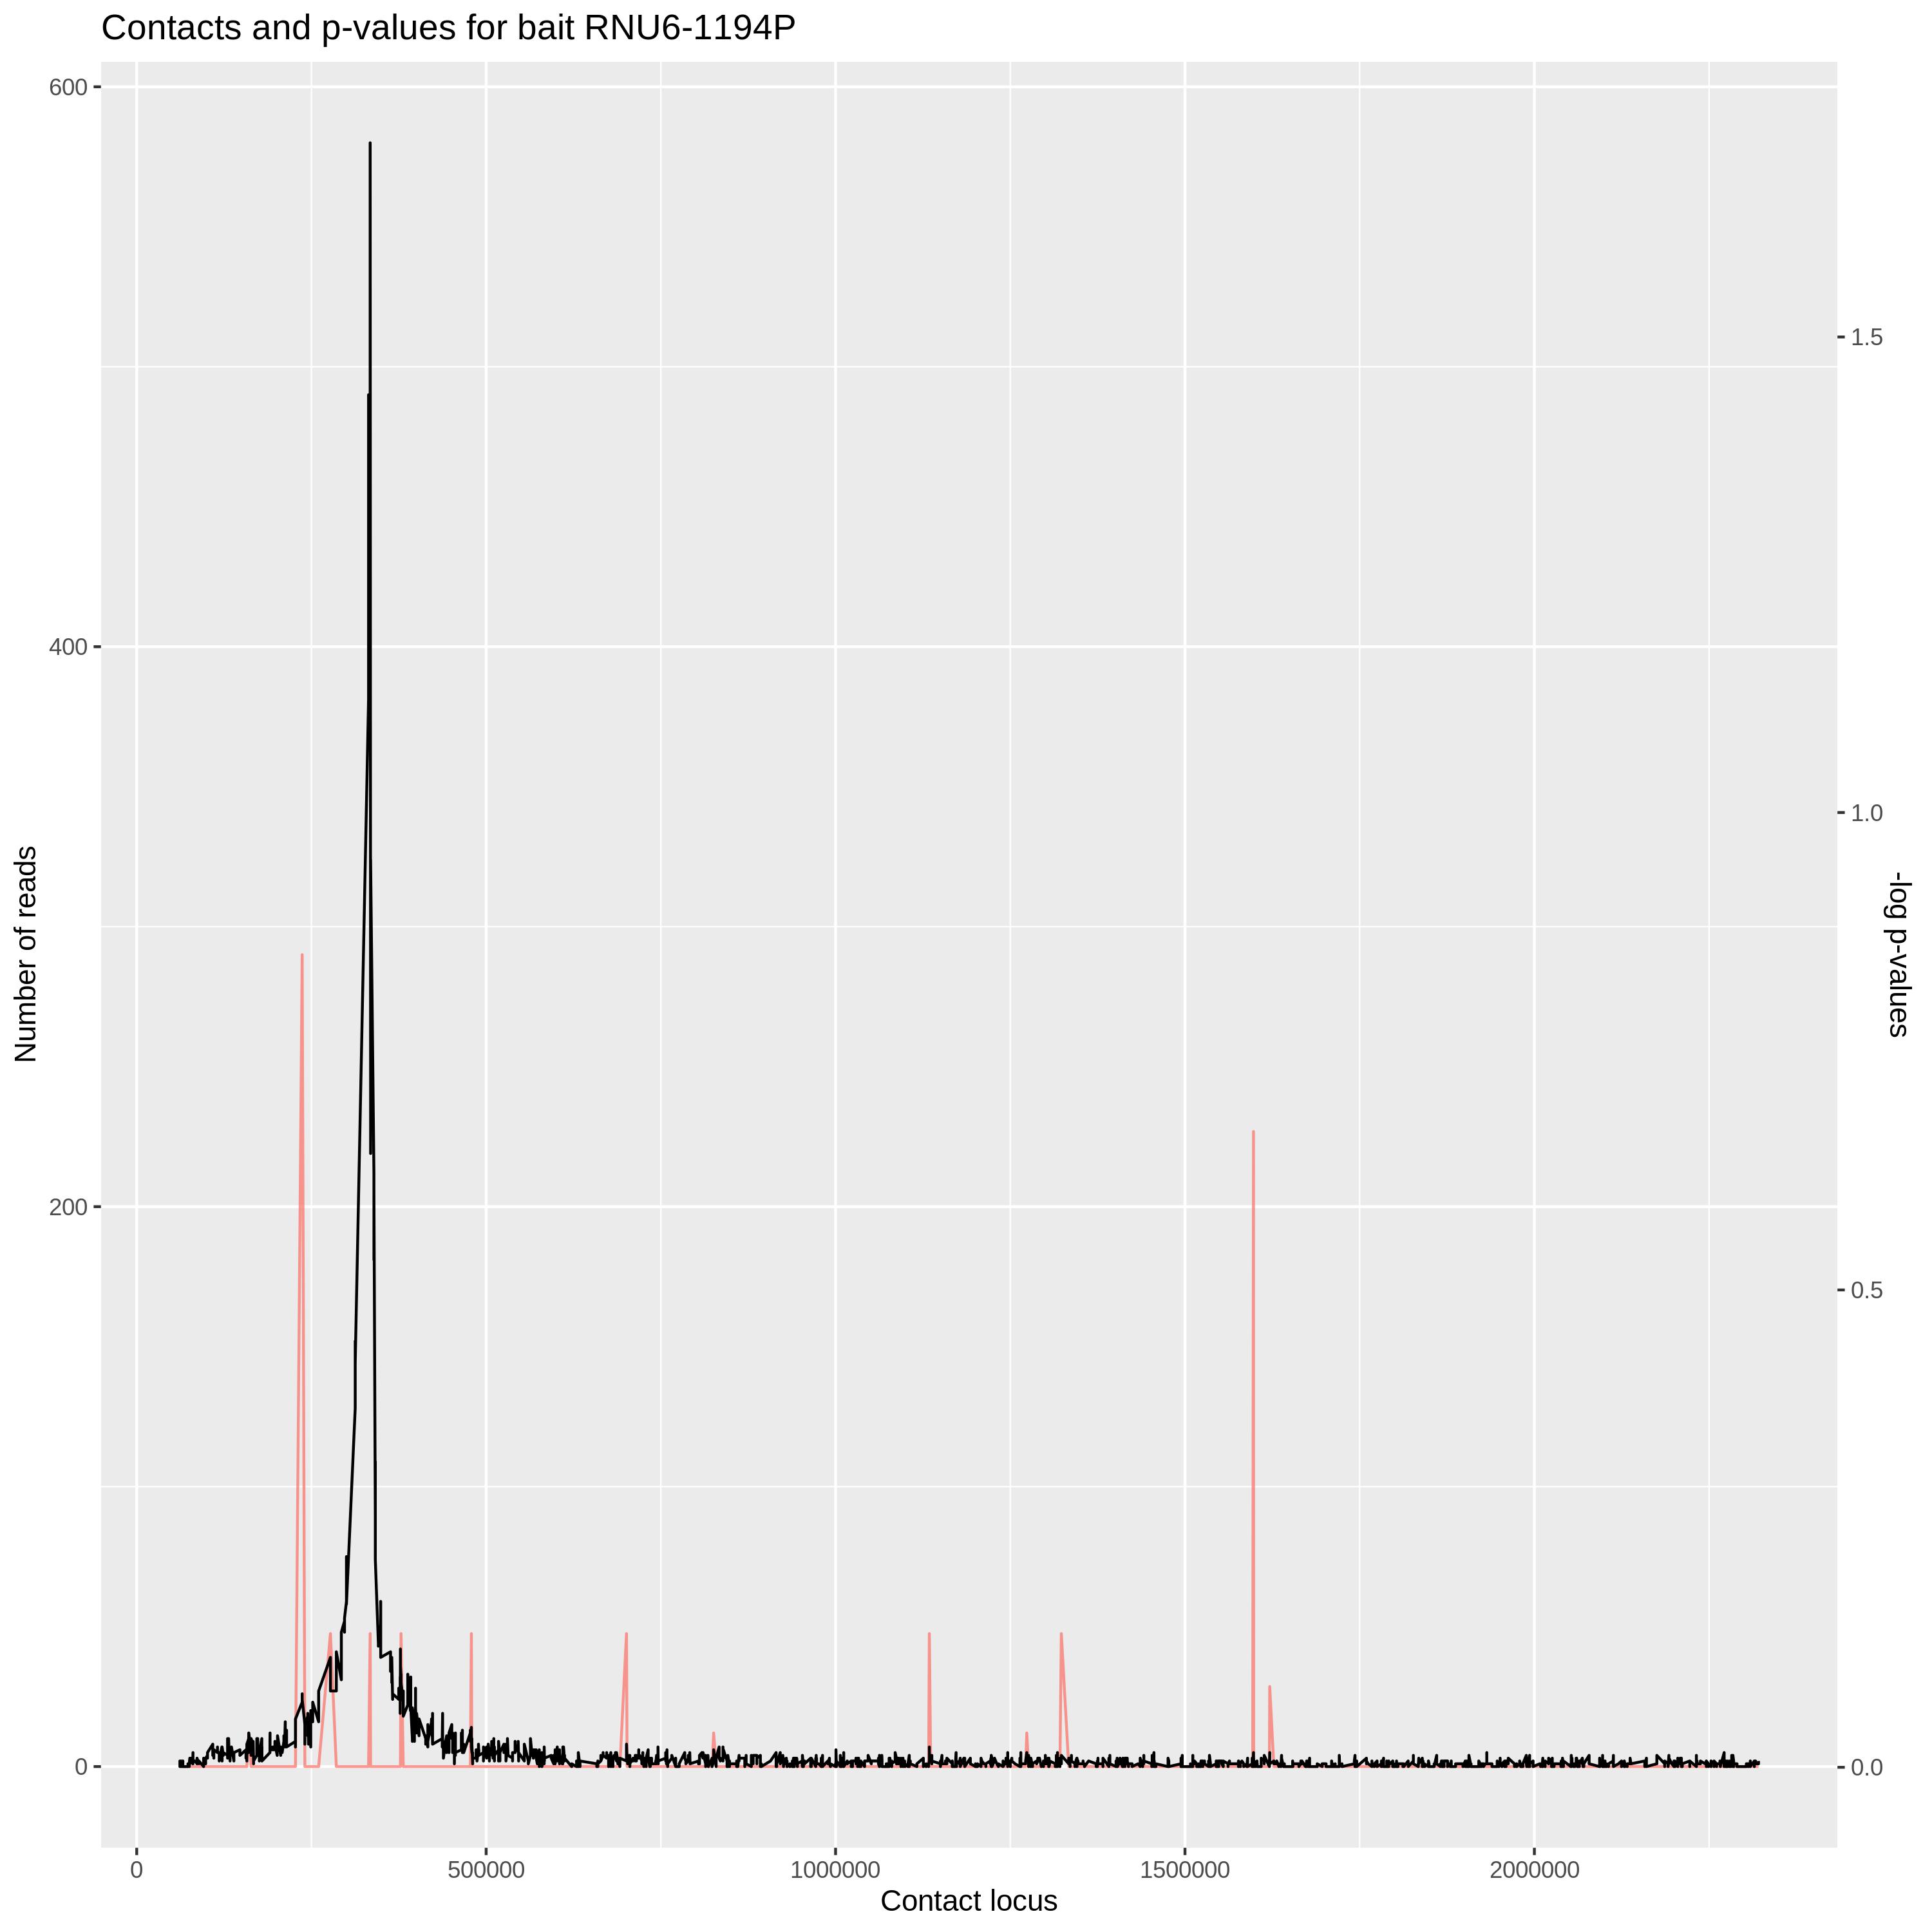 Contacts and p-values for bait RNU6-1194P
600
400
200
0
Number of reads
1.5
1.0
0.5
0.0
-log p-values
0 500000 1000000 1500000 2000000
Contact locus